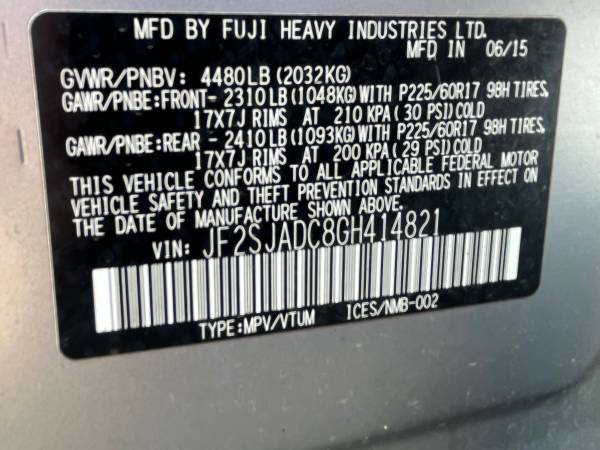 MFD BY FUJI HEAVY INDUSTRIES LTD.
MFD IN 06/15
GVWR/PNBV: 4480LB (2032KG)
GAWR/PNBE:FRONT- 2310LB (1048KG) WITH P225/60R17 98H TIRES,
17X7J RIMS AT 210 KPA ( 30 PSI) COLD
GAWR/PNBE:REAR - 2410LB (1093KG) WITH P225/60R17 98H TIRES,
17X7J RIMS AT 200 KPA ( 29 PSI) COLD
THIS VEHICLE CONFORMS TO ALL APPLICABLE FEDERAL MOTOR
VEHICLE SAFETY AND THEFT PREVENTION STANDARDS IN EFFECT ON
THE DATE OF MANUFACTURE SHOWN ABOVE.
VIN: JF2SJADC8GH414821
TYPE:MPV/VTUM ICES/NMB-002